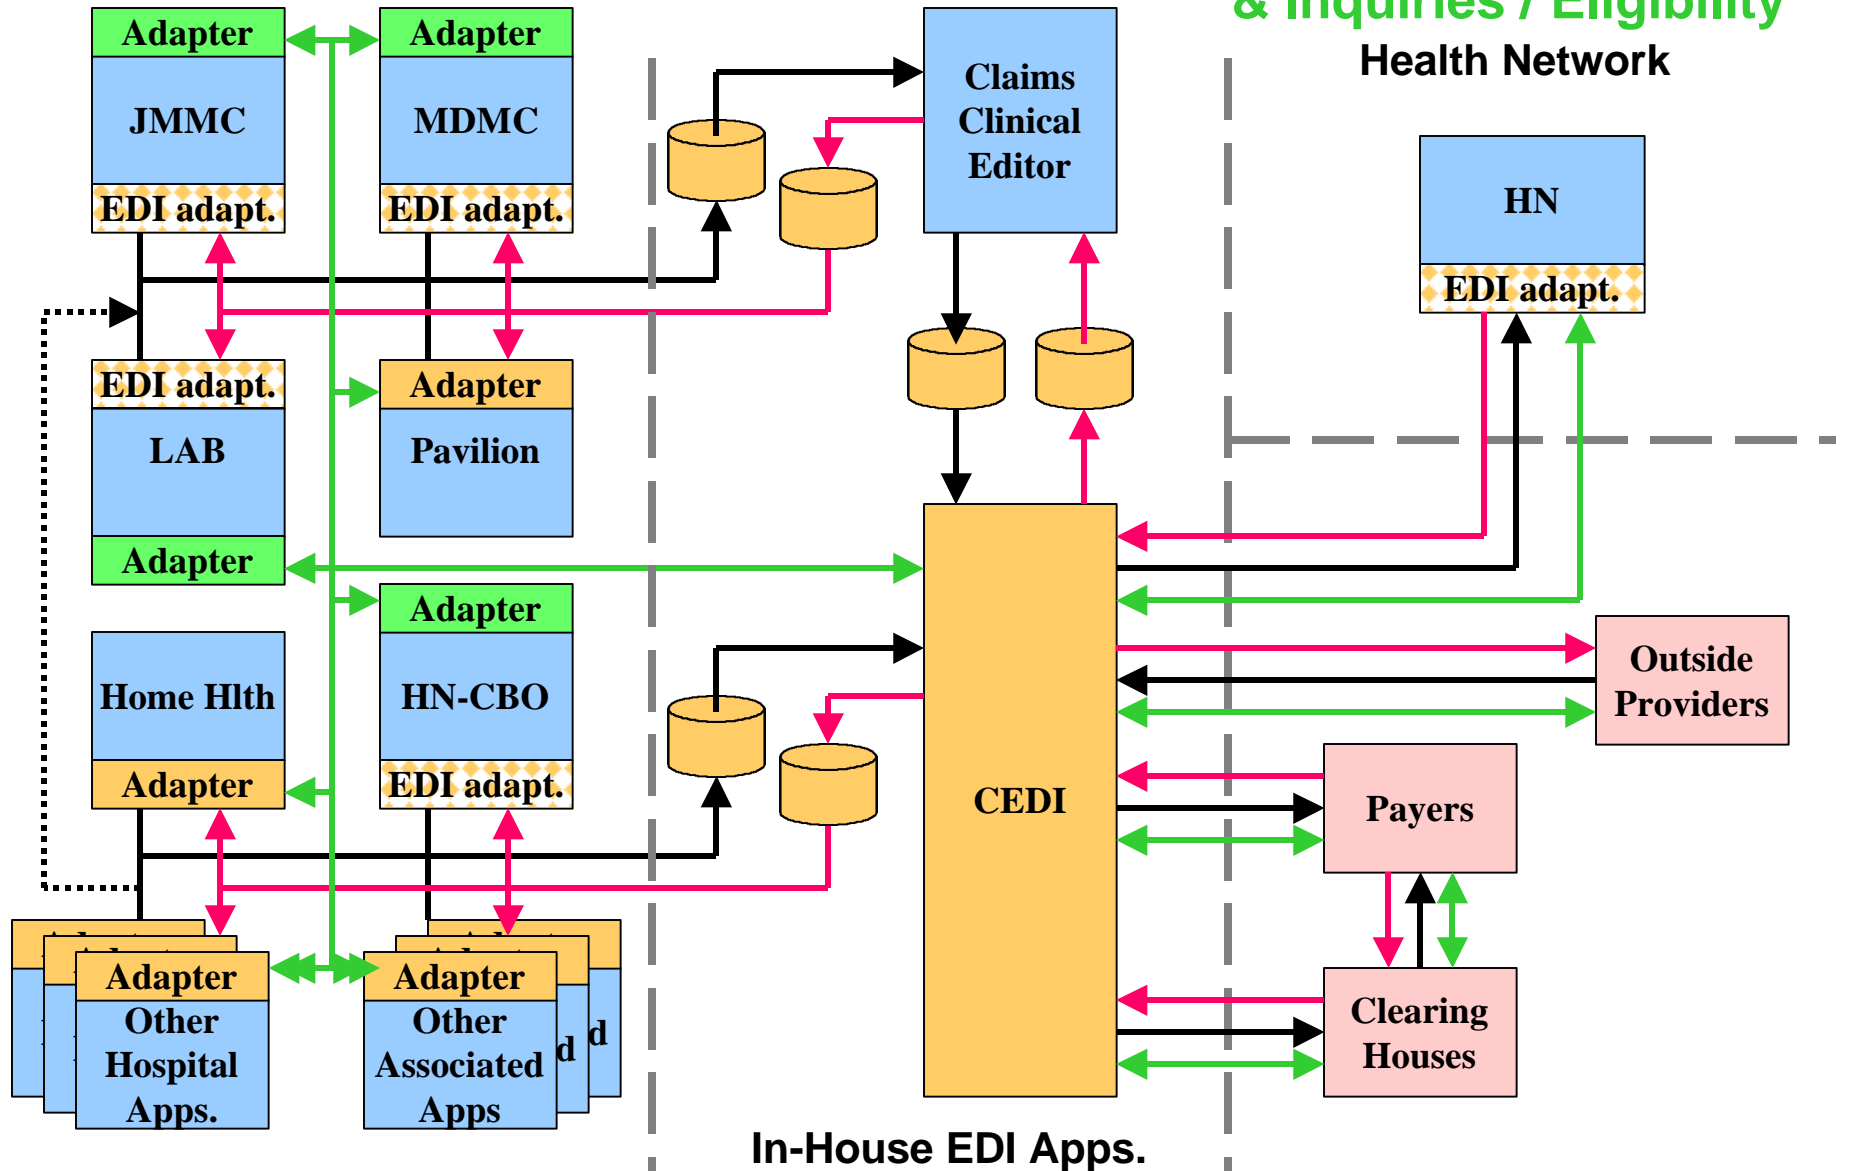 & Inquiries / Eligibility
Health Network
Adapter
JMMC
EDI adapt.
Adapter
MDMC
EDI adapt.
Claims
Clinical
Editor
HN
EDI adapt.
EDI adapt.
LAB
Adapter
Adapter
Pavilion
Home Hlth
Adapter
Adapter
HN-CBO
EDI adapt.
CEDI
Outside
Providers
Payers
Clearing
Houses
Adapter
Other
Hospital
Apps.
Adapter
Other
Associated
Apps
d
d
In-House EDI Apps.